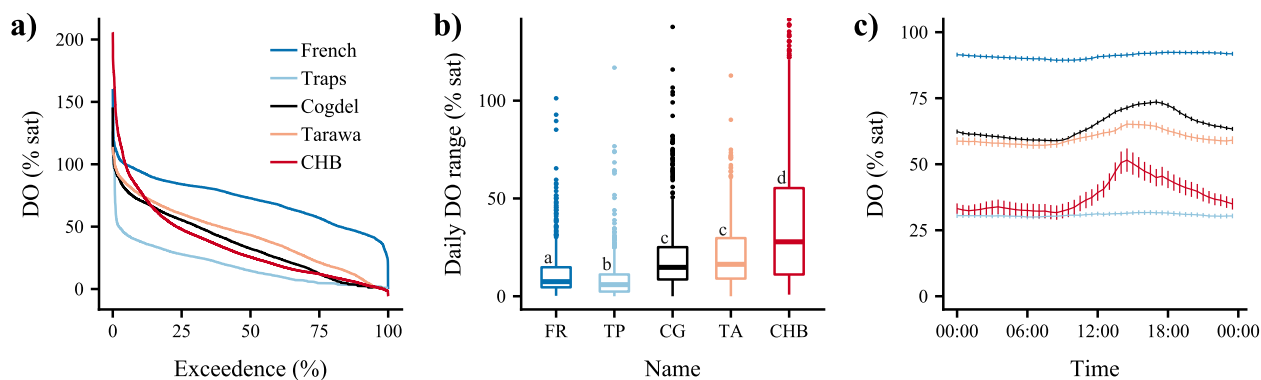 a)
DO (% sat)
200
150
100
50
0
0 25 50 75 100
Exceedence (%)
French
Traps
Cogdel
Tarawa
CHB
b)
Daily DO range (% sat)
100
50
0
a
b
c
c
d
FR TP CG TA CHB
Name
c)
DO (% sat)
100
75
50
25
0
00:00 06:00 12:00 18:00 00:00
Time